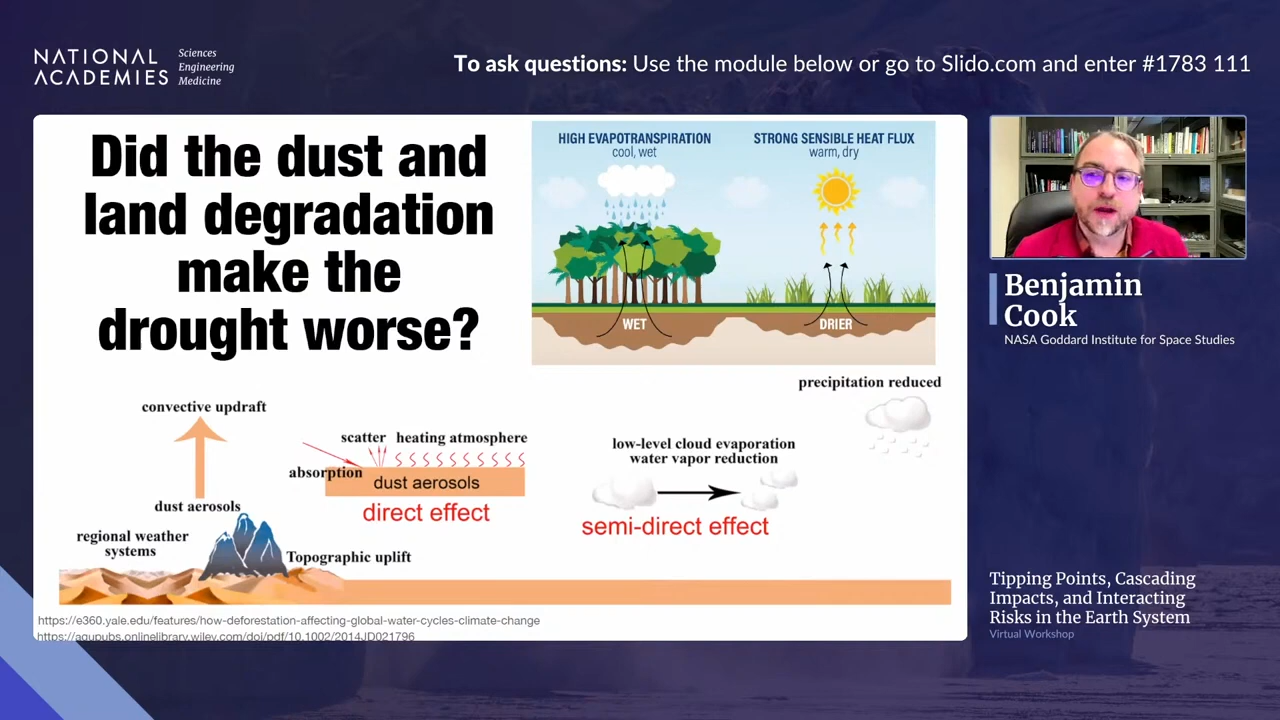 NATIONAL
ACADEMIES
Sciences
Engineering
Medicine
To ask questions: Use the module below or go to Slido.com and enter #1783 111
Did the dust and
land degradation
make the
drought worse?
HIGH EVAPOTRANSPIRATION
cool, wet
STRONG SENSIBLE HEAT FLUX
warm, dry
WET
DRIER
precipitation reduced
convective updraft
scatter
heating atmosphere
absorption
dust aerosols
direct effect
low-level cloud evaporation
water vapor reduction
semi-direct effect
dust aerosols
regional weather
systems
Topographic uplift
https://e360.yale.edu/features/how-deforestation-affecting-global-water-cycles-climate-change
https://agupubs.onlinelibrary.wiley.com/doi/pdf/10.1002/2014JD021796
Benjamin
Cook
NASA Goddard Institute for Space Studies
Tipping Points, Cascading
Impacts, and Interacting
Risks in the Earth System
Virtual Workshop